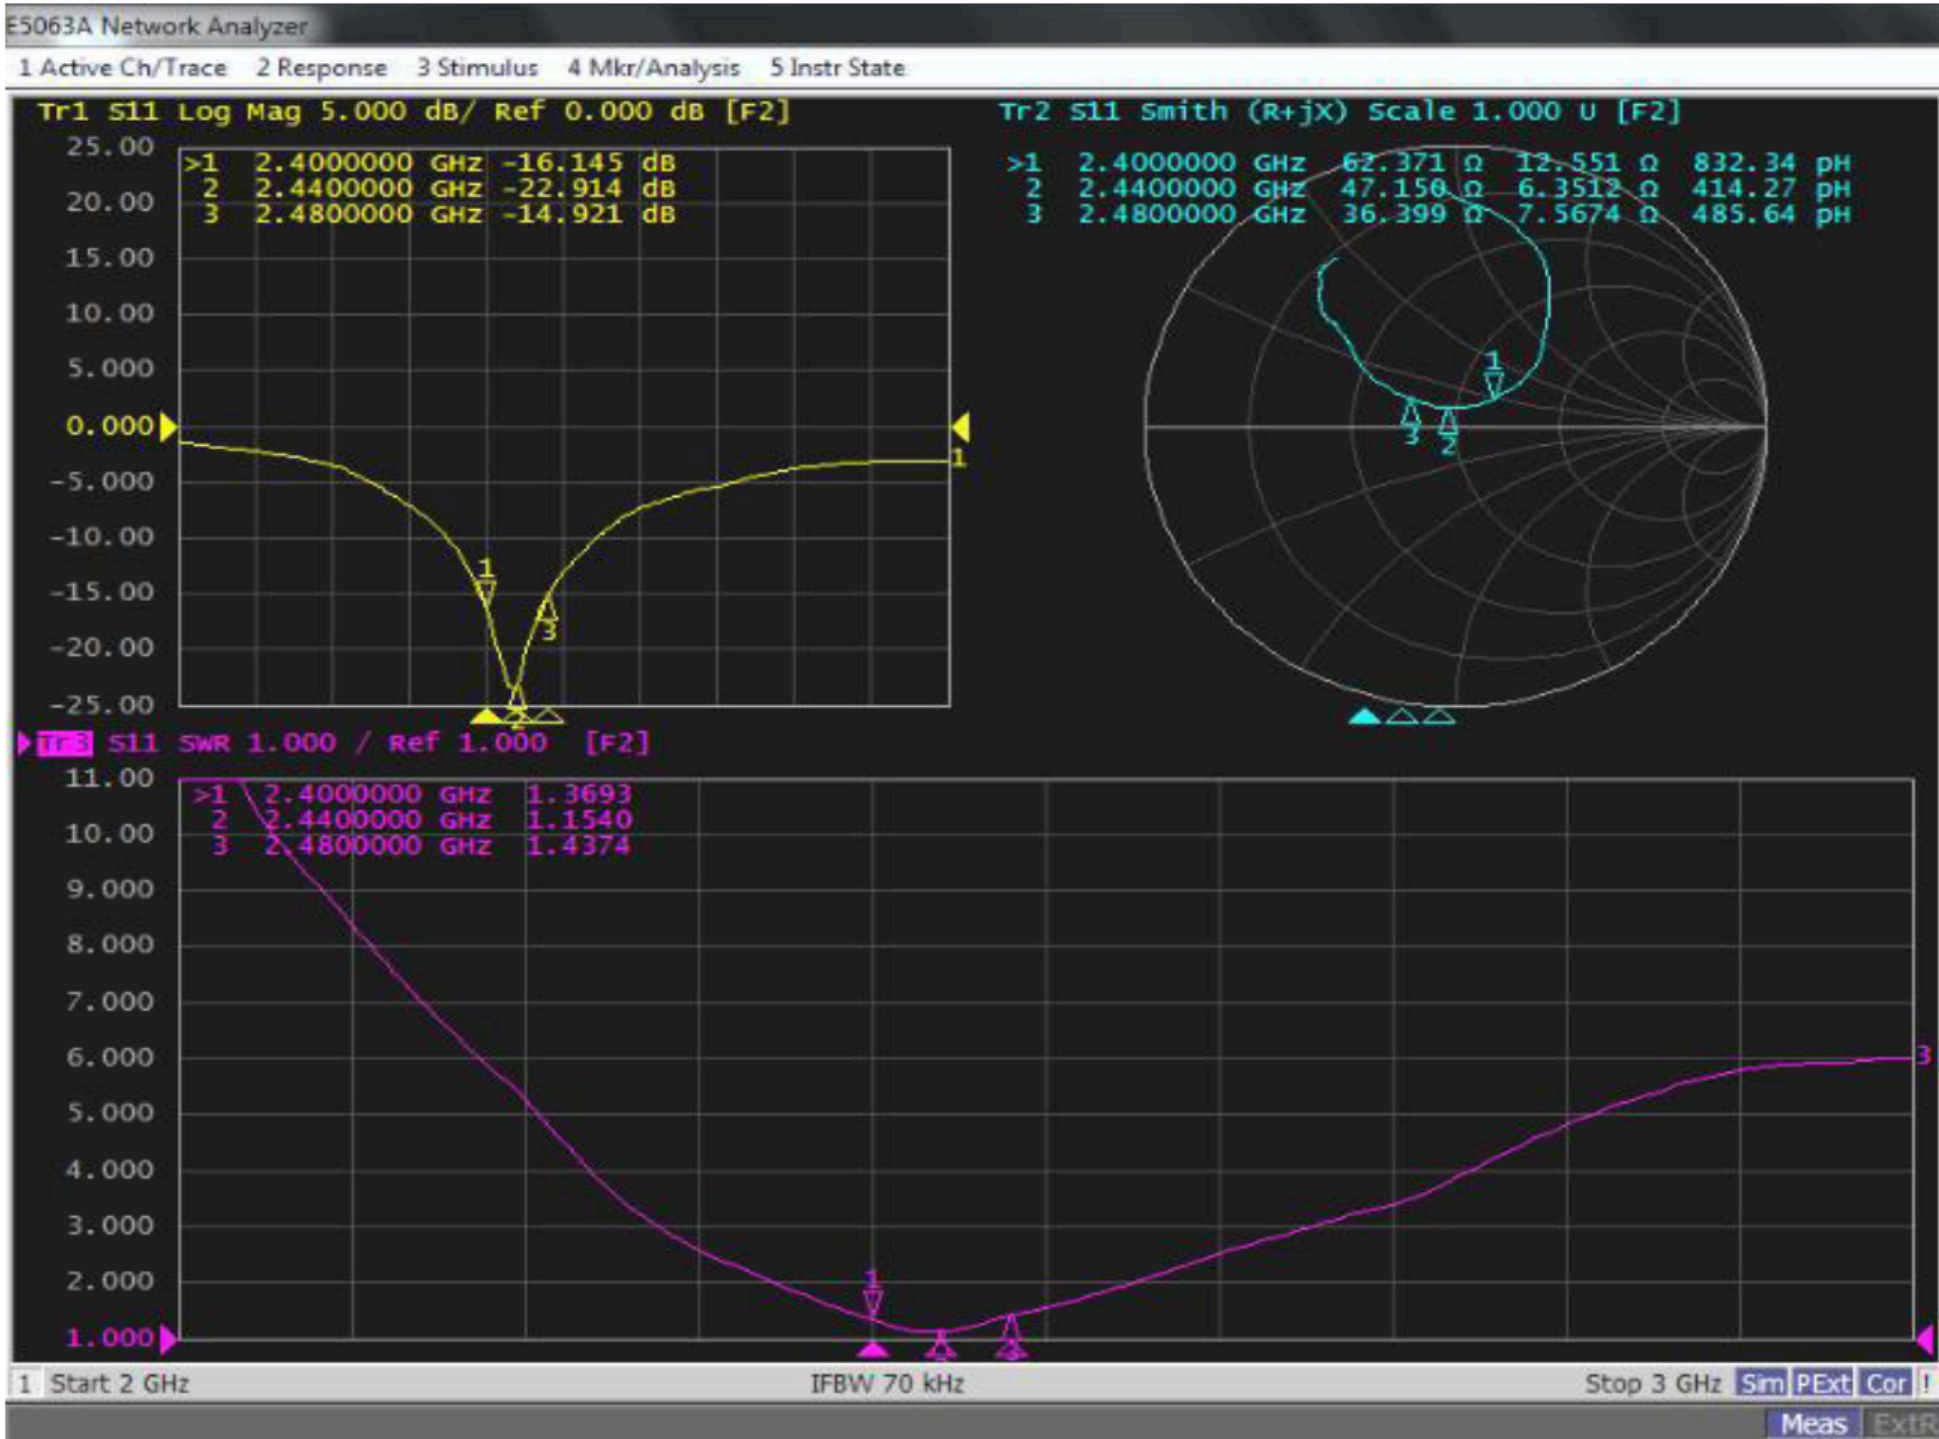 E5063A Network Analyzer
1 Active Ch/Trace 2 Response 3 Stimulus 4 Mkr/Analysis 5 Instr State
Tr1 S11 Log Mag 5.000 dB/ Ref 0.000 dB [F2]
25.00
>1 2.4000000 GHz -16.145 dB
2 2.4400000 GHz -22.914 dB
3 2.4800000 GHz -14.921 dB
20.00
15.00
10.00
5.000
0.000
-5.000
-10.00
-15.00
-20.00
-25.00
1
1
3
2
Tr2 S11 Smith (R+jX) Scale 1.000 U [F2]
>1 2.4000000 GHz 62.371 Ω 12.551 Ω 832.34 pH
2 2.4400000 GHz 47.150 Ω 6.3512 Ω 414.27 pH
3 2.4800000 GHz 36.399 Ω 7.5674 Ω 485.64 pH
1
3
2
Tr3 S11 SWR 1.000 / Ref 1.000 [F2]
11.00
>1 2.4000000 GHz 1.3693
2 2.4400000 GHz 1.1540
3 2.4800000 GHz 1.4374
10.00
9.000
8.000
7.000
6.000
5.000
4.000
3.000
2.000
1.000
3
1
1 Start 2 GHz IFBW 70 kHz Stop 3 GHz Sim PExt Cor !
Meas ExtR